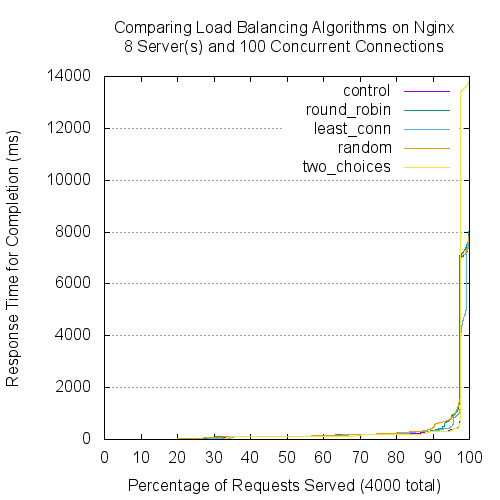 Comparing Load Balancing Algorithms on Nginx
8 Server(s) and 100 Concurrent Connections
14000
12000
10000
8000
6000
4000
2000
0
Response Time for Completion (ms)
control
round_robin
least_conn
random
two_choices
0 10 20 30 40 50 60 70 80 90 100
Percentage of Requests Served (4000 total)